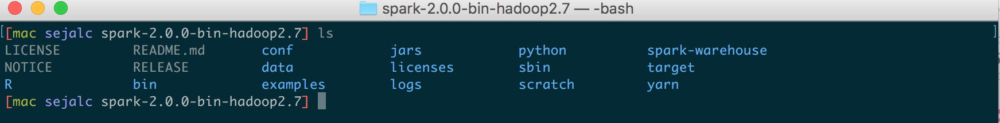 spark-2.0.0-bin-hadoop2.7 — -bash
[[mac sejalc spark-2.0.0-bin-hadoop2.7] ls ]
LICENSE README.md conf jars python spark-warehouse
NOTICE RELEASE data licenses sbin target
R bin examples logs scratch yarn
[mac sejalc spark-2.0.0-bin-hadoop2.7]